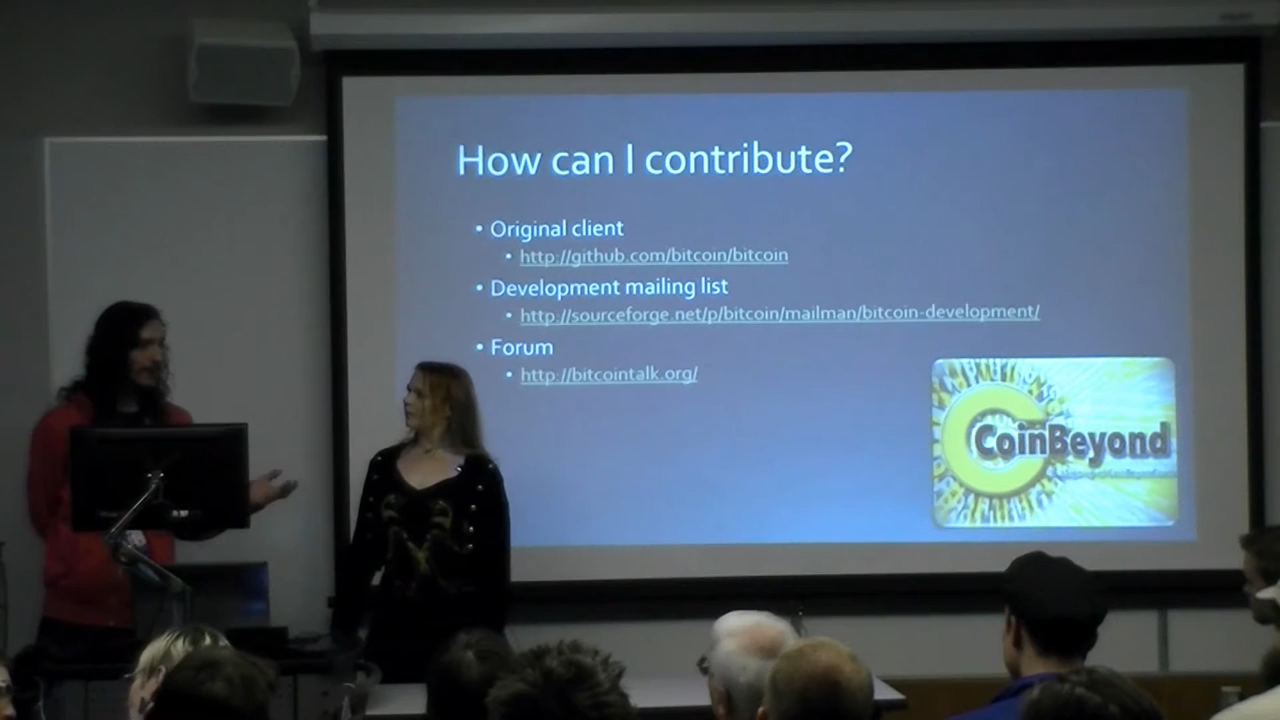 How can I contribute?
• Original client
• http://github.com/bitcoin/bitcoin
• Development mailing list
• http://sourceforge.net/p/bitcoin/mailman/bitcoin-development/
• Forum
• http://bitcointalk.org/
CoinBeyond